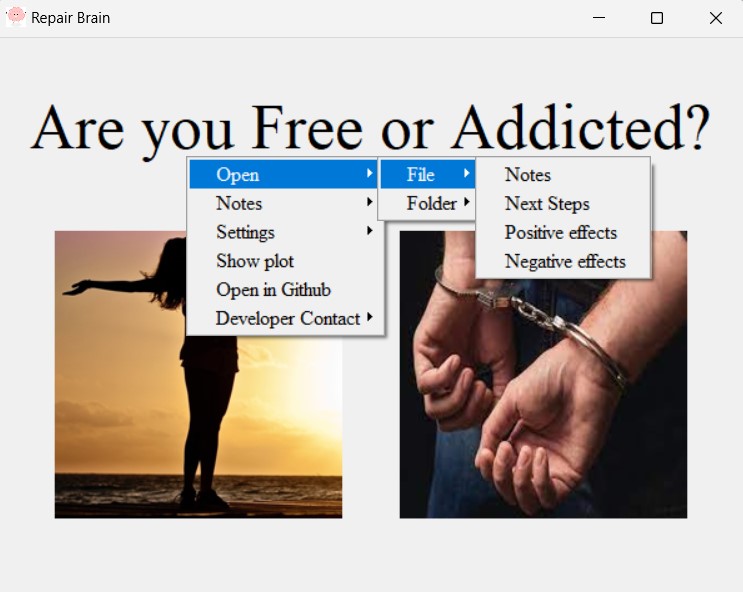 Repair Brain
Are you Free or Addicted?
Open
Notes
Settings
Show plot
Open in Github
Developer Contact
File
Folder
Notes
Next Steps
Positive effects
Negative effects